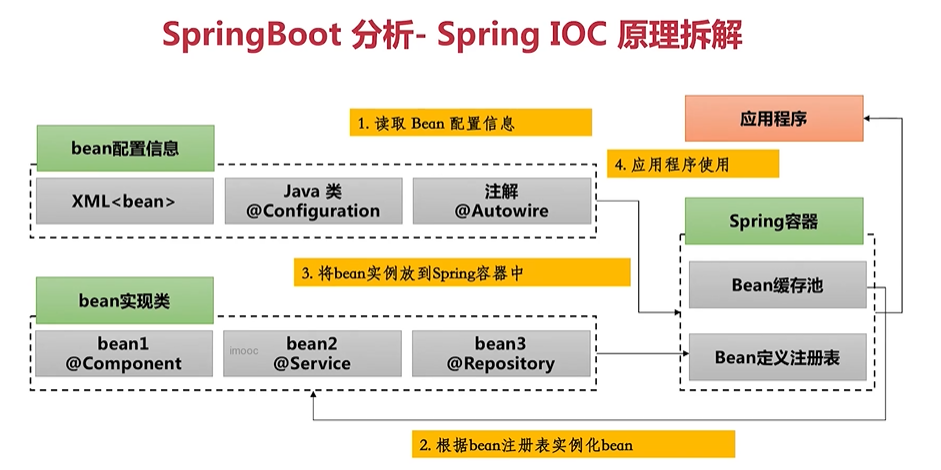 SpringBoot 分析- Spring IOC 原理拆解
1. 读取 Bean 配置信息
应用程序
bean配置信息
4. 应用程序使用
XML<bean>
Java 类
@Configuration
注解
@Autowire
Spring容器
3. 将bean实例放到Spring容器中
Bean缓存池
bean实现类
bean1
@Component
imooc
bean2
@Service
bean3
@Repository
Bean定义注册表
2. 根据bean注册表实例化bean